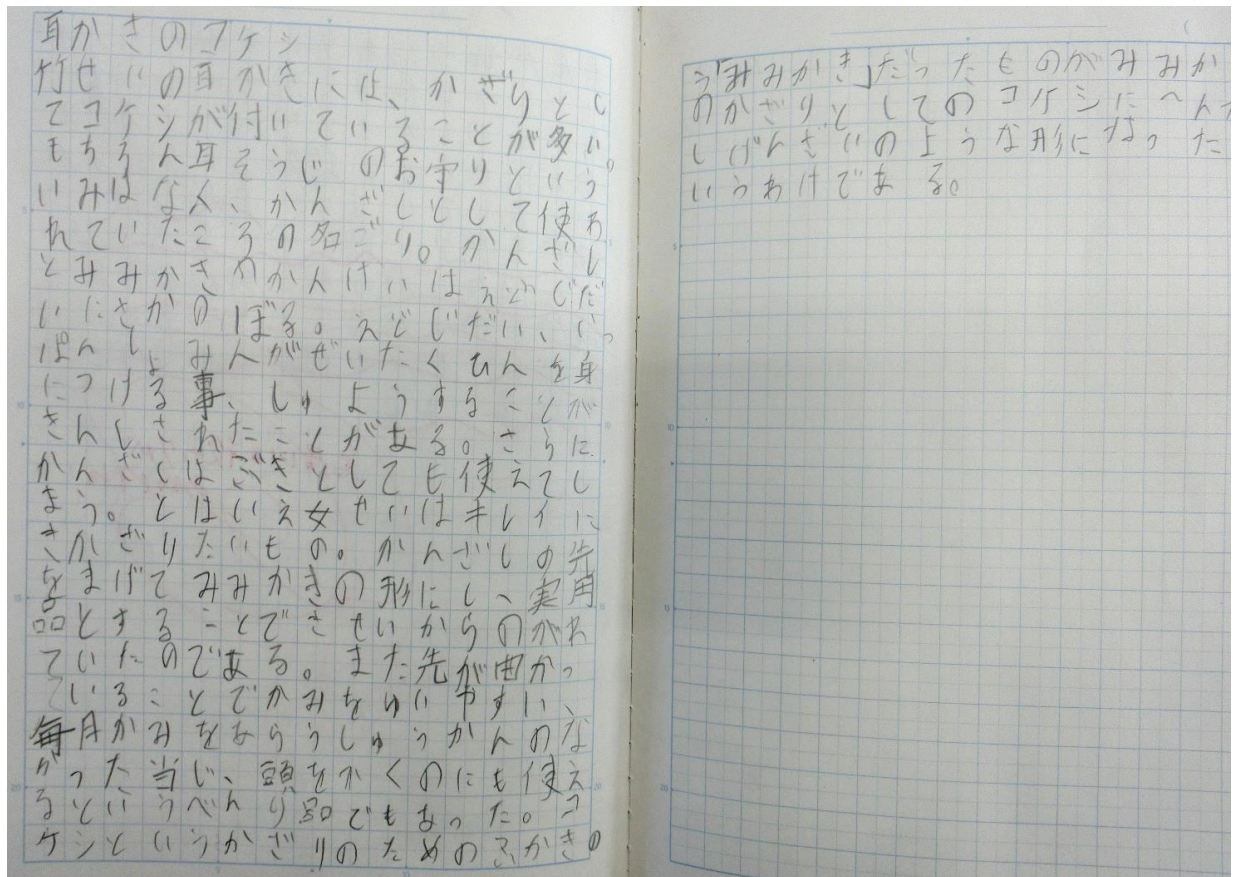 耳かきのコケシ
竹せいの耳かきには、かざりとし
てコケシが付いていることが多い。
もちろん耳そうじのお守りという
いみはなく、かんざしとして使わ
れていたころの名ごり。かんざし
とみみかきのかんけいはえどじだ
いにさかのぼる。えどじだい、いっ
ぱんしょみんがぜいたくひんを身
につける事、しゅようすることが
きんしされたことがある。さらに
かんざしはごきとしても使えてし
まう。とはいえ女せいはキレイに
きかざりたいもの。かんざしの先
をまげてみみかきの形にし、実用
品とすることできせいからのがれ
ていたのである。また先が曲がっ
ていることでかみをゆいやすい、
毎月かみをあらうしゅうかんのな
がった当じ、頭をかくのにも使え
るというべんり品でもあった。コ
ケシというかざりのための
う「みみかき」だったものがみみか
のかざりとしてのコケシにへん
しげんざいのような形になった
いうわけである。